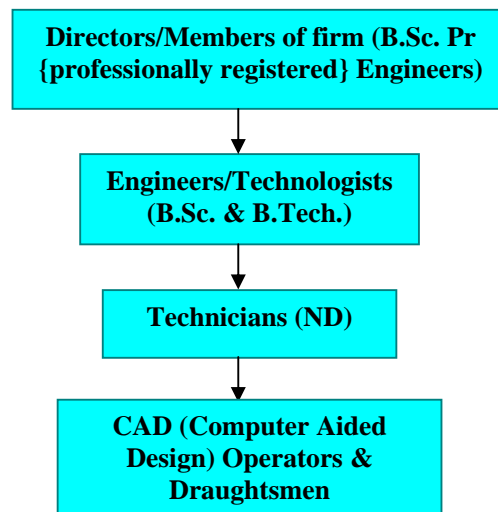 Directors/Members of firm (B.Sc. Pr
{professionally registered} Engineers)
Engineers/Technologists
(B.Sc. & B.Tech.)
Technicians (ND)
CAD (Computer Aided
Design) Operators &
Draughtsmen